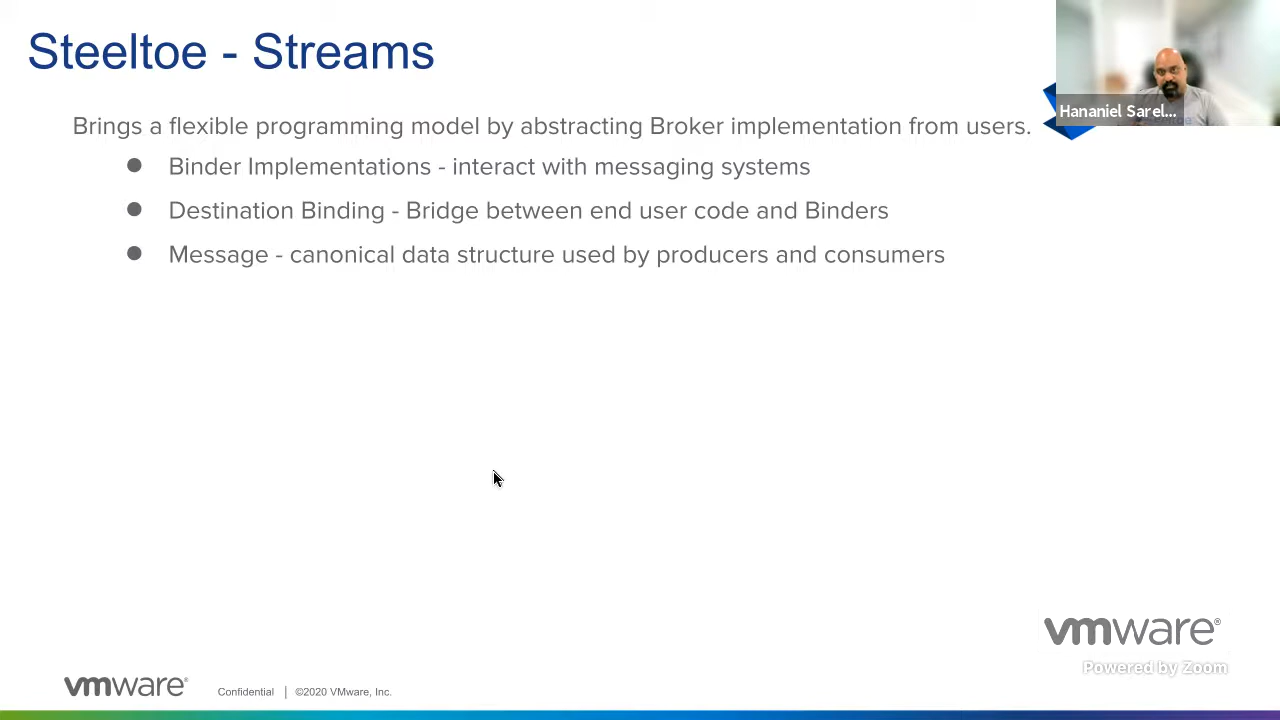 Steeltoe - Streams
Hananiel Sarel...
Brings a flexible programming model by abstracting Broker implementation from users.
● Binder Implementations - interact with messaging systems
● Destination Binding - Bridge between end user code and Binders
● Message - canonical data structure used by producers and consumers
vmware®
Powered by Zoom
vmware®
Confidential | ©2020 VMware, Inc.